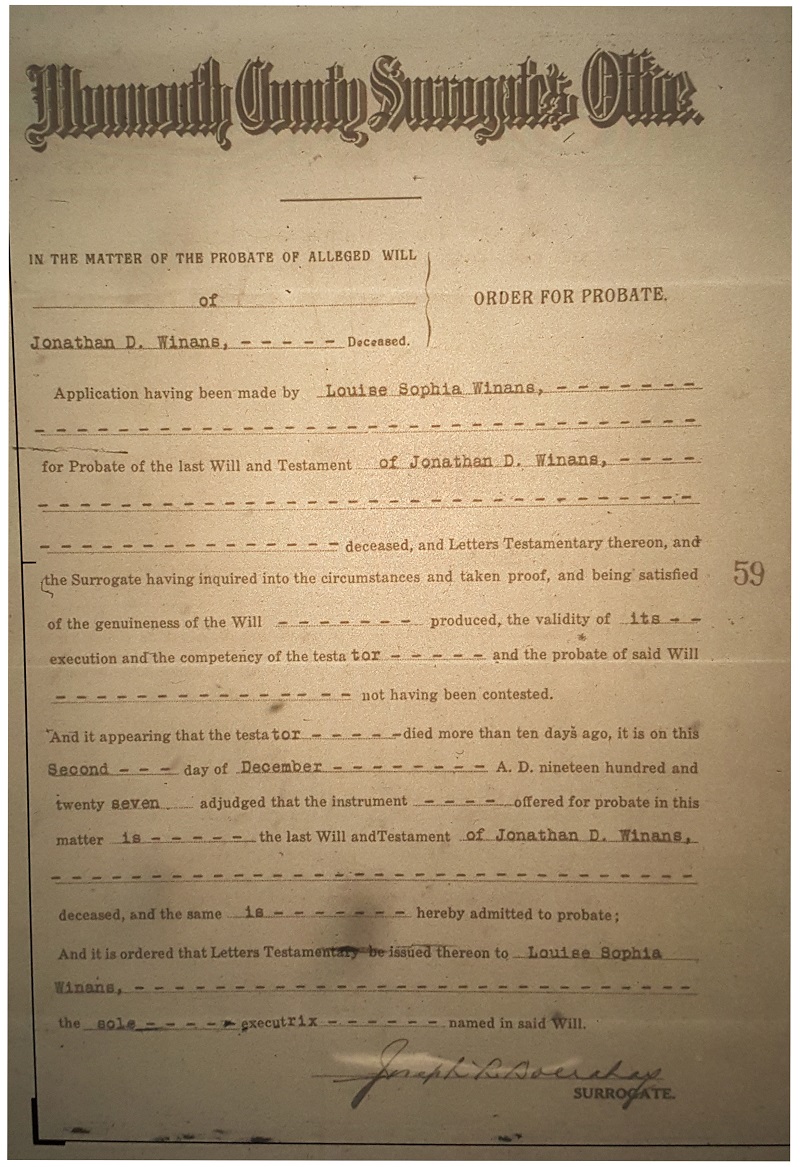 Monmouth County Surrogate's Office.
IN THE MATTER OF THE PROBATE OF ALLEGED WILL
of
ORDER FOR PROBATE.
Jonathan D. Winans, - - - - - Deceased.
Application having been made by Louise Sophia Winans, - - - - - - -
- - - - - - - - - - - - - - - - - - - - - - - - - - - - - -
for Probate of the last Will and Testament of Jonathan D. Winans, - - - -
- - - - - - - - - - - - - - - - - - - - - - - - - - - - - -
- - - - - - - - - - - - - - deceased, and Letters Testamentary thereon, and
the Surrogate having inquired into the circumstances and taken proof, and being satisfied
59
of the genuineness of the Will - - - - - - - produced, the validity of its - -
execution and the competency of the testa tor - - - - - and the probate of said Will
- - - - - - - - - - - - - - not having been contested.
And it appearing that the testator - - - - - died more than ten days ago, it is on this
Second - - - day of December - - - - - - - - A. D. nineteen hundred and
twenty seven adjudged that the instrument - - - - offered for probate in this
matter is - - - - - the last Will andTestament of Jonathan D. Winans,
- - - - - - - - - - - - - - - - - - - - - - - - - - - - -
deceased, and the same is - - - - - - - hereby admitted to probate;
And it is ordered that Letters Testamentary be issued thereon to Louise Sophia
Winans, - - - - - - - - - - - - - - - - - - - - - - - - - -
the sole - - - - - executrix - - - - - - named in said Will.
Joseph
SURROGATE.